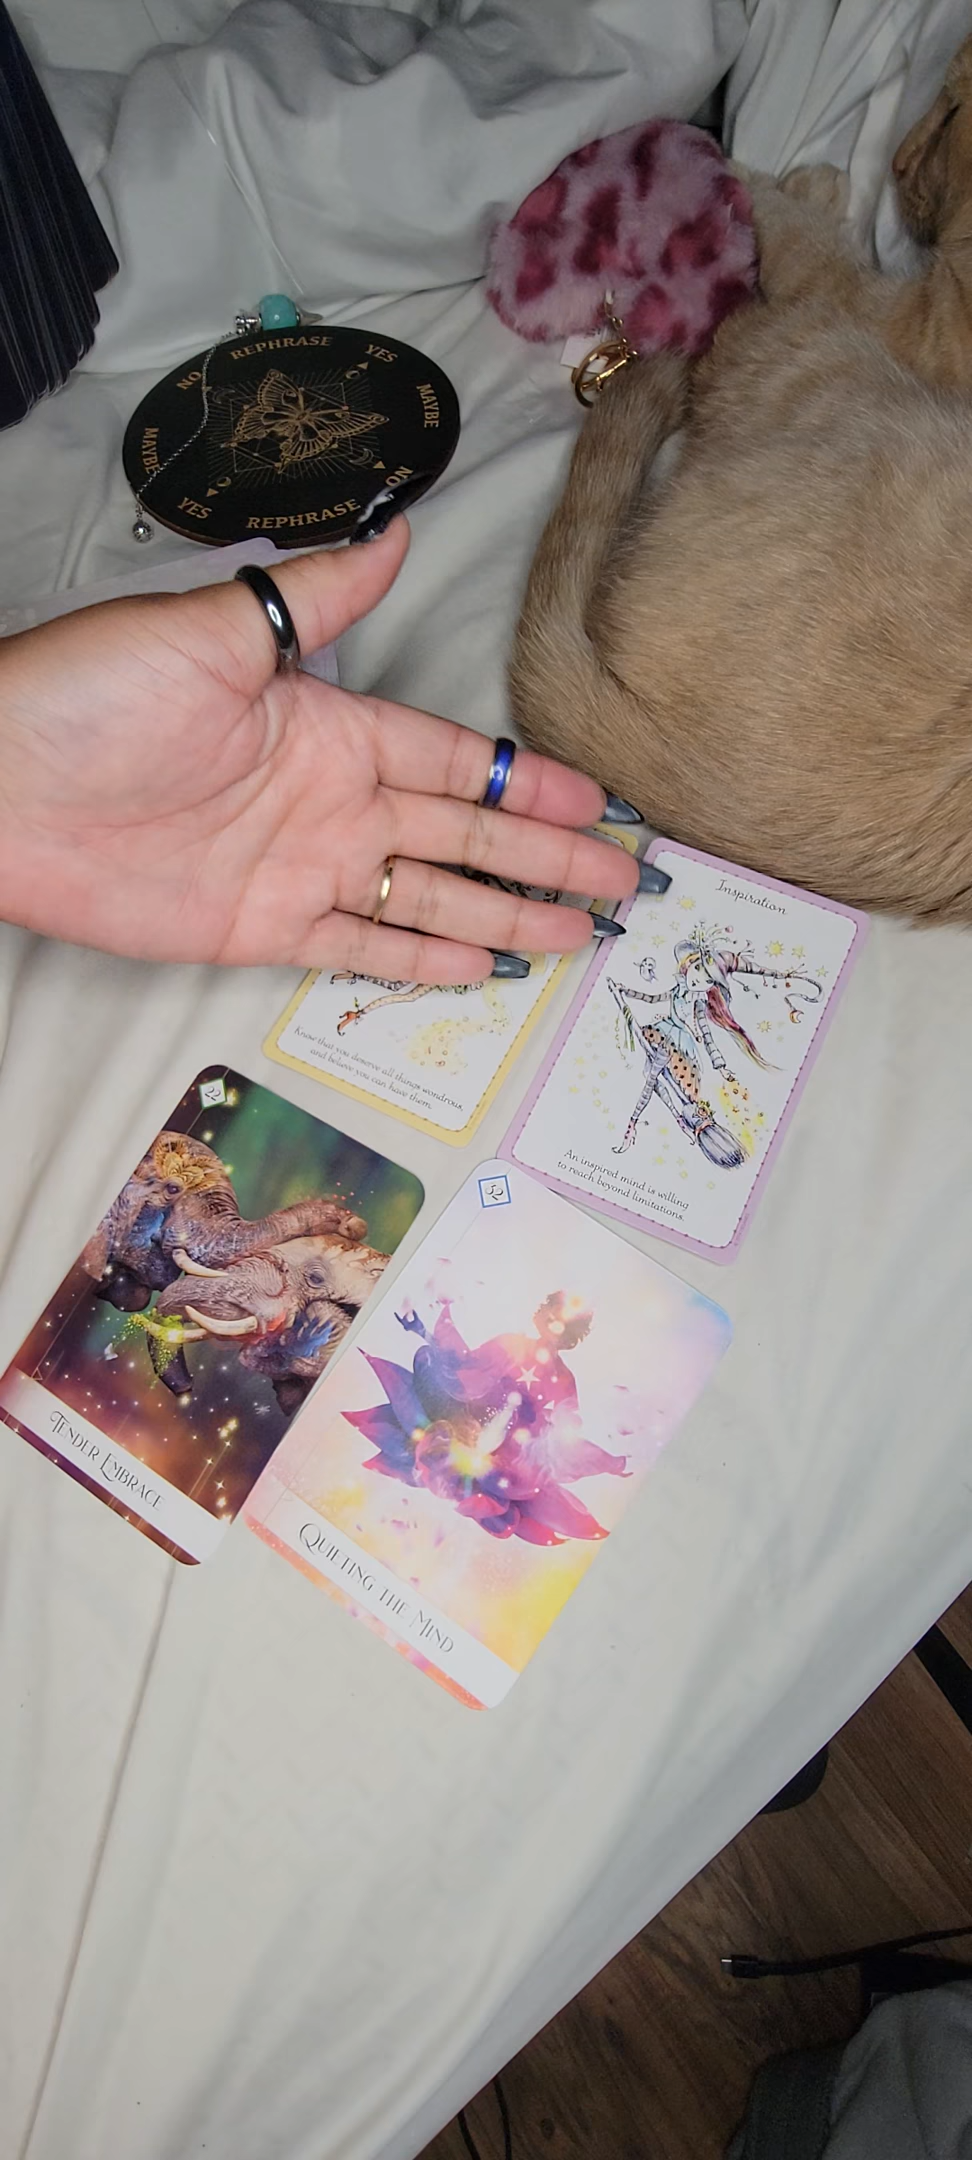 REPHRASE
YES
MAYBE
NO
REPHRASE
YES
MAYBE
NO
Inspiration
An inspired mind is willing
to reach beyond limitations.
Know that you deserve all things wondrous,
and believe you can have them.
22
TENDER EMBRACE
52
QUIETING THE MIND